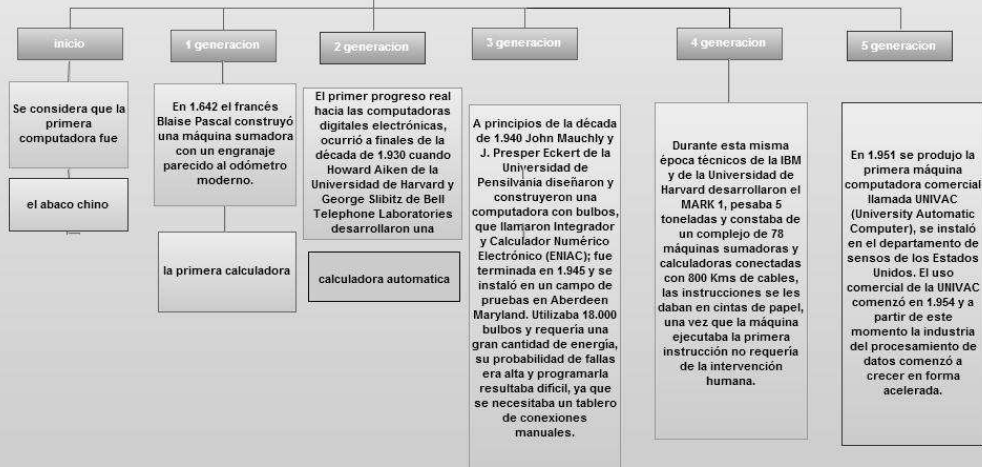 inicio
Se considera que la
primera
computadora fue
el abaco chino
1 generacion
En 1.642 el francés
Blaise Pascal construyó
una máquina sumadora
con un engranaje
parecido al odómetro
moderno.
la primera calculadora
2 generacion
El primer progreso real
hacia las computadoras
digitales electrónicas,
ocurrió a finales de la
década de 1.930 cuando
Howard Aiken de la
Universidad de Harvard y
George Slibitz de Bell
Telephone Laboratories
desarrollaron una
calculadora automatica
3 generacion
A principios de la década
de 1.940 John Mauchly y
J. Presper Eckert de la
Universidad de
Pensilvania diseñaron y
construyeron una
computadora con bulbos,
que llamaron Integrador
y Calculador Numérico
Electrónico (ENIAC); fue
terminada en 1.945 y se
instaló en un campo de
pruebas en Aberdeen
Maryland. Utilizaba 18.000
bulbos y requería una
gran cantidad de energía,
su probabilidad de fallas
era alta y programarla
resultaba difícil, ya que
se necesitaba un tablero
de conexiones
manuales.
4 generacion
Durante esta misma
época técnicos de la IBM
y de la Universidad de
Harvard desarrollaron el
MARK 1, pesaba 5
toneladas y constaba de
un complejo de 78
máquinas sumadoras y
calculadoras conectadas
con 800 Kms de cables,
las instrucciones se les
daban en cintas de papel,
una vez que la máquina
ejecutaba la primera
instrucción no requería
de la intervención
humana.
5 generacion
En 1.951 se produjo la
primera máquina
computadora comercial
llamada UNIVAC
(University Automatic
Computer), se instaló
en el departamento de
sensos de los Estados
Unidos. El uso
comercial de la UNIVAC
comenzó en 1.954 y a
partir de este
momento la industria
del procesamiento de
datos comenzó a
crecer en forma
acelerada.